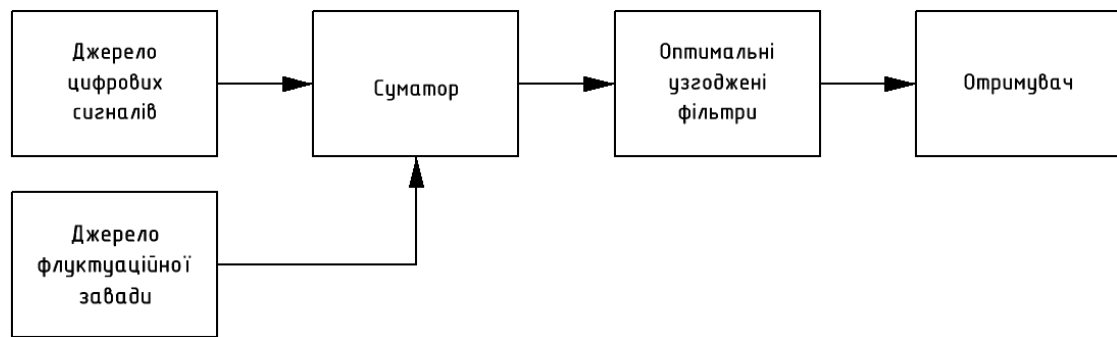 Джерело
цифрових
сигналів
Суматор
Оптимальні
узгоджені
фільтри
Отримувач
Джерело
флуктуаційної
завади